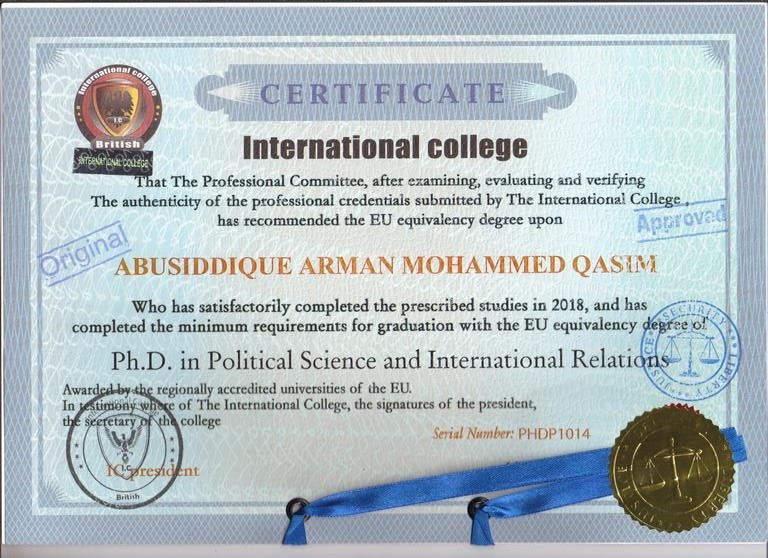 International college
I.C
British
INTERNATIONAL COLLEGE
CERTIFICATE
International college
That The Professional Committee, after examining, evaluating and verifying
The authenticity of the professional credentials submitted by The International College ,
has recommended the EU equivalency degree upon
Original
Approved
ABUSIDDIQUE ARMAN MOHAMMED QASIM
Who has satisfactorily completed the prescribed studies in 2018, and has
completed the minimum requirements for graduation with the EU equivalency degree of
SECURITY
JUSTICE
LIBERTY
Ph.D. in Political Science and International Relations
Awarded by the regionally accredited universities of the EU.
In testimony where of The International College, the signatures of the president,
the secretary of the college
Serial Number: PHDP1014
IC president
British